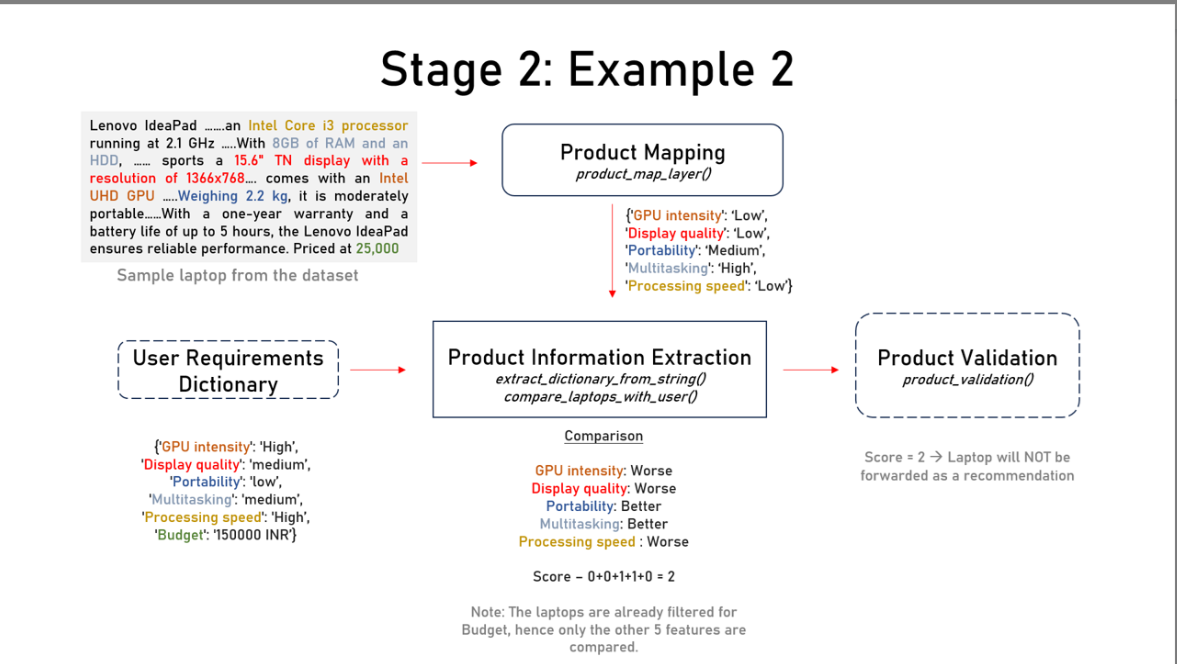 Stage 2: Example 2
Lenovo IdeaPad …….an Intel Core i3 processor
running at 2.1 GHz …..With 8GB of RAM and an
HDD, …… sports a 15.6" TN display with a
resolution of 1366x768…. comes with an Intel
UHD GPU …..Weighing 2.2 kg, it is moderately
portable……With a one-year warranty and a
battery life of up to 5 hours, the Lenovo IdeaPad
ensures reliable performance. Priced at 25,000
Sample laptop from the dataset
Product Mapping
product_map_layer()
{'GPU intensity': 'Low',
'Display quality': 'Low',
'Portability': 'Medium',
'Multitasking': 'High',
'Processing speed': 'Low'}
User Requirements
Dictionary
{'GPU intensity': 'High',
'Display quality': 'medium',
'Portability': 'low',
'Multitasking': 'medium',
'Processing speed': 'High',
'Budget': '150000 INR'}
Product Information Extraction
extract_dictionary_from_string()
compare_laptops_with_user()
Comparison
GPU intensity: Worse
Display quality: Worse
Portability: Better
Multitasking: Better
Processing speed : Worse
Score – 0+0+1+1+0 = 2
Note: The laptops are already filtered for
Budget, hence only the other 5 features are
compared.
Product Validation
product_validation()
Score = 2 → Laptop will NOT be
forwarded as a recommendation